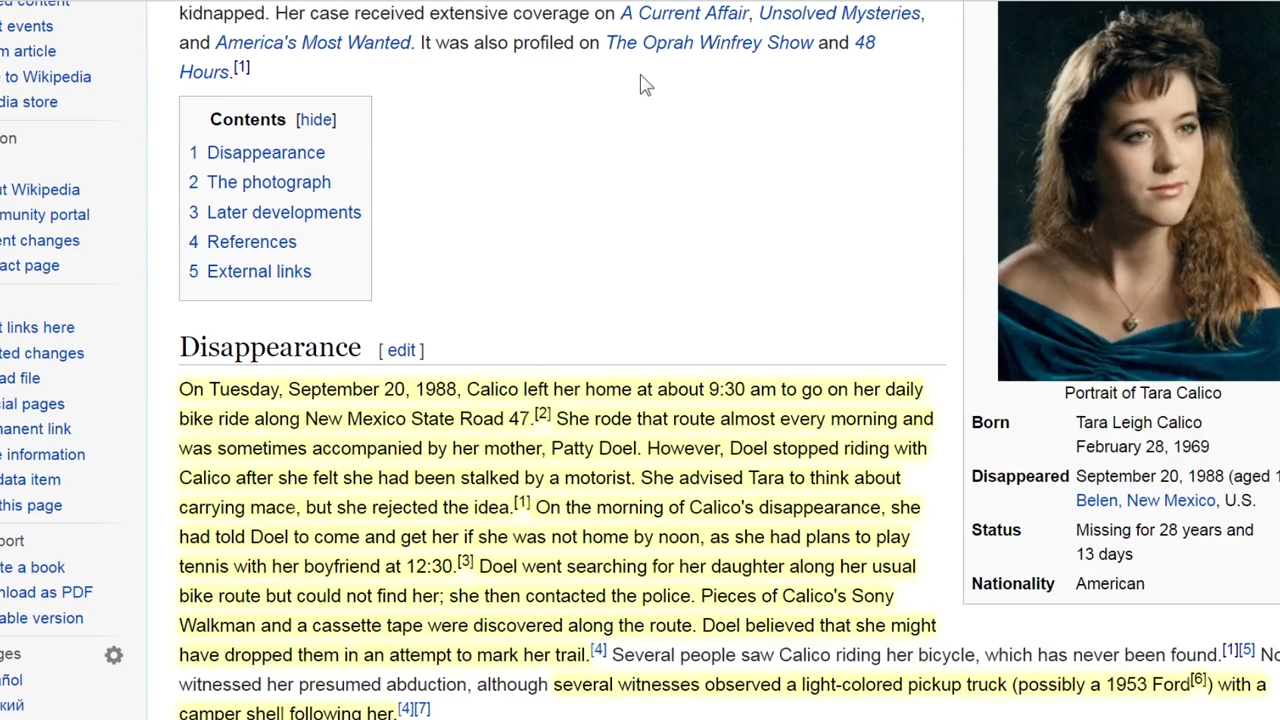 kidnapped. Her case received extensive coverage on A Current Affair, Unsolved Mysteries,
and America's Most Wanted. It was also profiled on The Oprah Winfrey Show and 48
Hours.[1]
Contents [hide]
1 Disappearance
2 The photograph
3 Later developments
4 References
5 External links
Disappearance [ edit ]
On Tuesday, September 20, 1988, Calico left her home at about 9:30 am to go on her daily
bike ride along New Mexico State Road 47.[2] She rode that route almost every morning and
was sometimes accompanied by her mother, Patty Doel. However, Doel stopped riding with
Calico after she felt she had been stalked by a motorist. She advised Tara to think about
carrying mace, but she rejected the idea.[1] On the morning of Calico's disappearance, she
had told Doel to come and get her if she was not home by noon, as she had plans to play
tennis with her boyfriend at 12:30.[3] Doel went searching for her daughter along her usual
bike route but could not find her; she then contacted the police. Pieces of Calico's Sony
Walkman and a cassette tape were discovered along the route. Doel believed that she might
have dropped them in an attempt to mark her trail.[4] Several people saw Calico riding her bicycle, which has never been found.[1][5] No
witnessed her presumed abduction, although several witnesses observed a light-colored pickup truck (possibly a 1953 Ford[6]) with a
camper shell following her.[4][7]
Portrait of Tara Calico
Born Tara Leigh Calico
February 28, 1969
Disappeared September 20, 1988 (aged 1
Belen, New Mexico, U.S.
Status Missing for 28 years and
13 days
Nationality American
t events
m article
e to Wikipedia
dia store
on
ut Wikipedia
munity portal
ent changes
act page
t links here
ted changes
ad file
cial pages
manent link
e information
data item
this page
port
te a book
nload as PDF
table version
ges
añol
ский